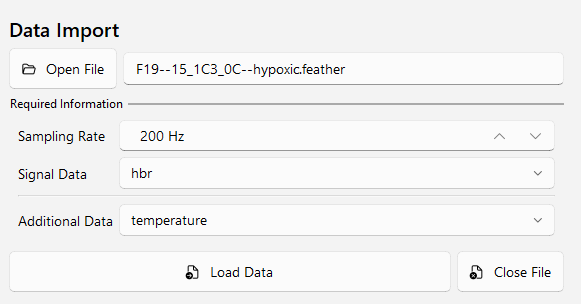 Data Import
Open File F19--15_1C3_0C--hypoxic.feather
Required Information
Sampling Rate 200 Hz
Signal Data hbr
Additional Data temperature
Load Data Close File